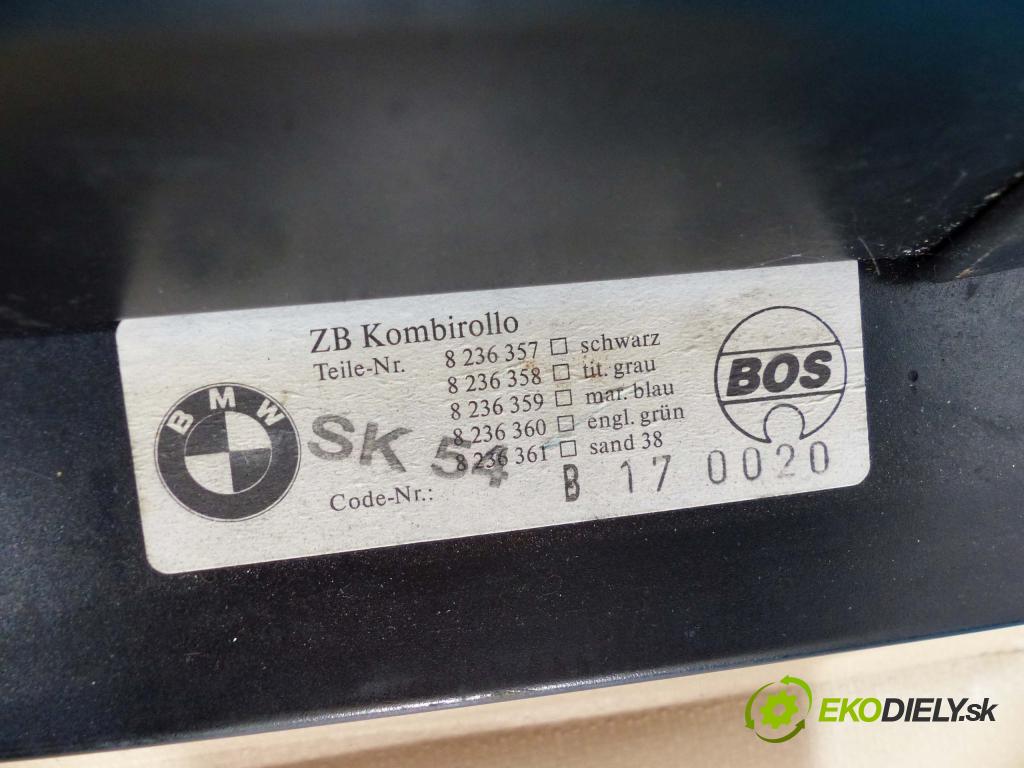 ZB Kombirollo
Teile-Nr. 8 236 357 □ schwarz
8 236 358 □ tit. grau
8 236 359 □ mar. blau
8 236 360 □ engl. grün
8 236 361 □ sand 38
SK 54
Code-Nr.: B 17 0020
BMW
BOS
EKODIELY.sk